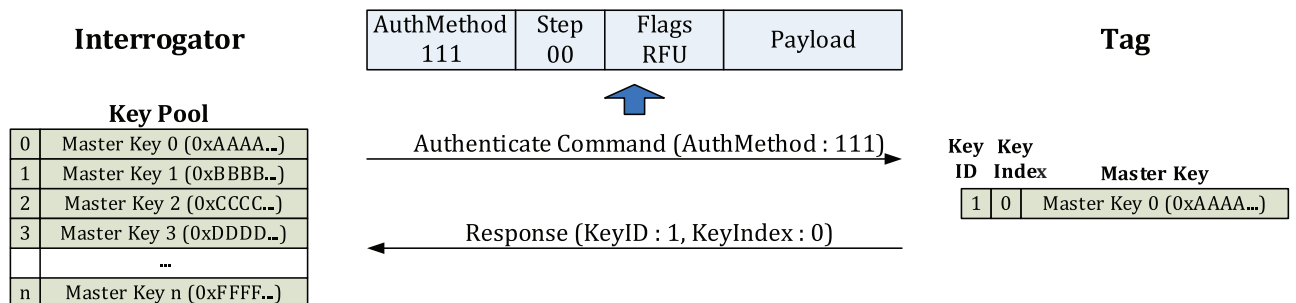 Interrogator
AuthMethod 111
Step 00
Flags RFU
Payload
Tag
Key Pool
0 Master Key 0 (0xAAAA...)
1 Master Key 1 (0xBBBB...)
2 Master Key 2 (0xCCCC...)
3 Master Key 3 (0xDDDD...)
...
n Master Key n (0xFFFF...)
Authenticate Command (AuthMethod : 111)
Response (KeyID : 1, KeyIndex : 0)
Key ID
Key Index
Master Key
1 0 Master Key 0 (0xAAAA...)